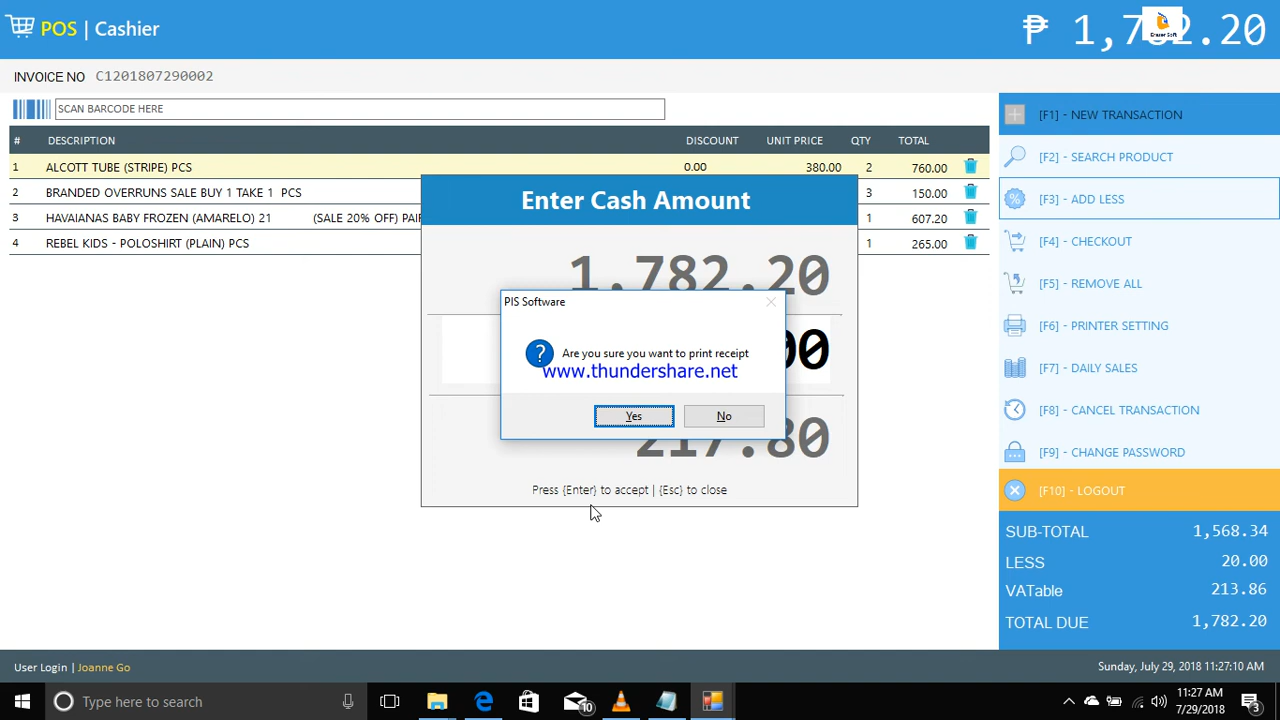 POS | Cashier
₱ 1,782.20
INVOICE NO C1201807290002
SCAN BARCODE HERE
# DESCRIPTION DISCOUNT UNIT PRICE QTY TOTAL
1 ALCOTT TUBE (STRIPE) PCS 0.00 380.00 2 760.00
2 BRANDED OVERRUNS SALE BUY 1 TAKE 1 PCS 3 150.00
3 HAVAIANAS BABY FROZEN (AMARELO) 21 (SALE 20% OFF) PAIR 1 607.20
4 REBEL KIDS - POLOSHIRT (PLAIN) PCS 1 265.00
Enter Cash Amount
1,782.20
PIS Software
Are you sure you want to print receipt
www.thundershare.net
Yes No
217.80
Press {Enter} to accept | {Esc} to close
[F1] - NEW TRANSACTION
[F2] - SEARCH PRODUCT
[F3] - ADD LESS
[F4] - CHECKOUT
[F5] - REMOVE ALL
[F6] - PRINTER SETTING
[F7] - DAILY SALES
[F8] - CANCEL TRANSACTION
[F9] - CHANGE PASSWORD
[F10] - LOGOUT
SUB-TOTAL 1,568.34
LESS 20.00
VATable 213.86
TOTAL DUE 1,782.20
User Login | Joanne Go
Sunday, July 29, 2018 11:27:10 AM
Type here to search
10
11:27 AM
7/29/2018
3